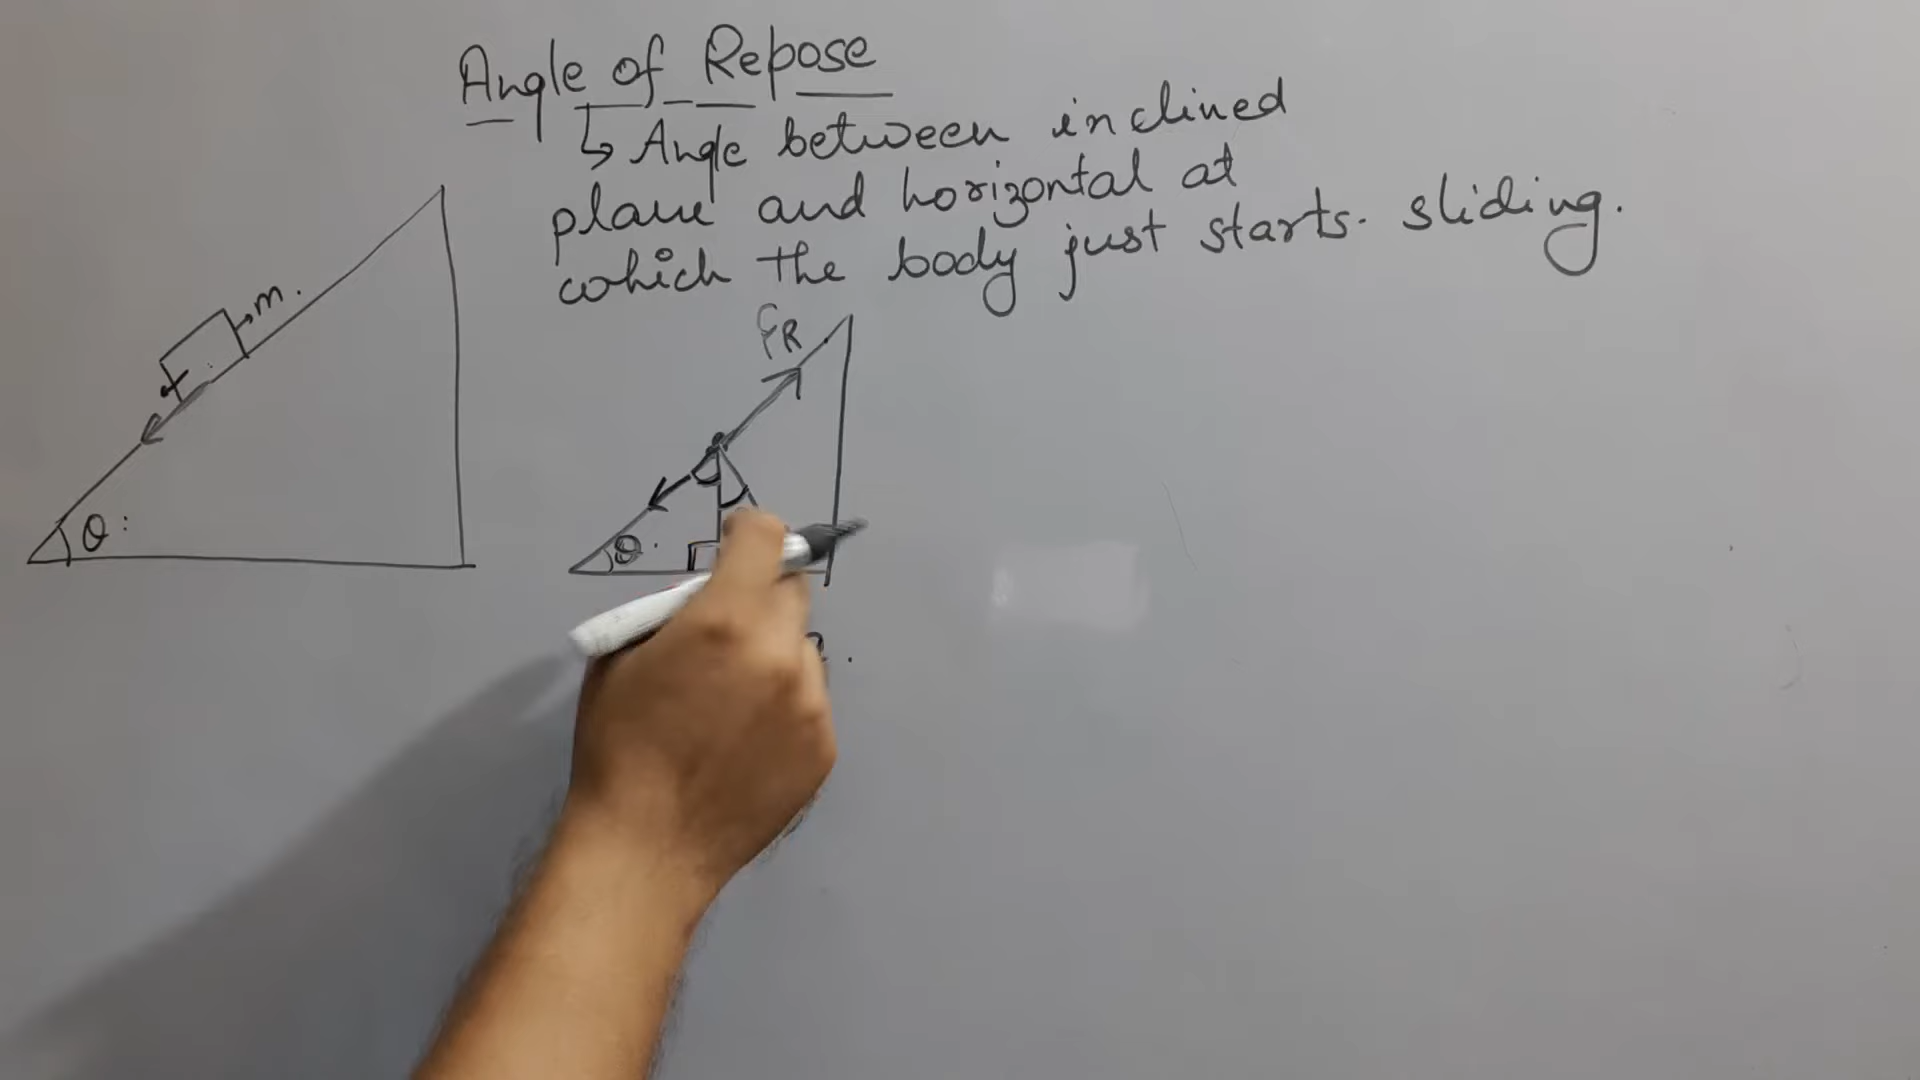 Angle of Repose
↳ Angle between inclined
plane and horizontal at
which the body just starts. sliding.
m.
θ
FR
θ